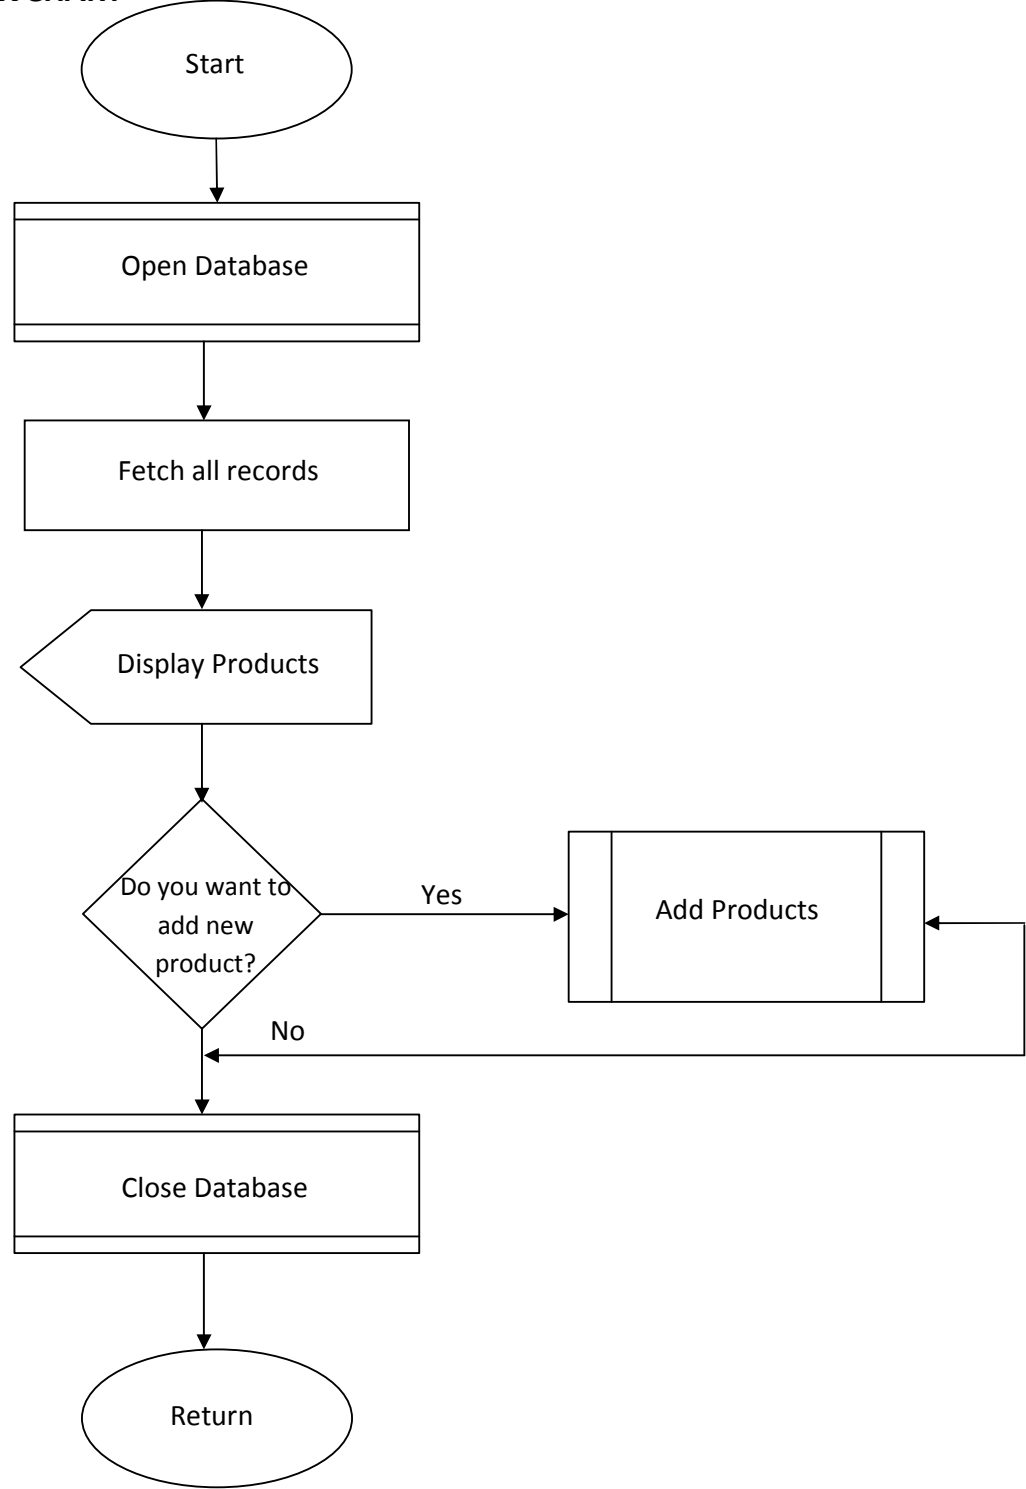 Start
Open Database
Fetch all records
Display Products
Do you want to
add new
product?
Yes
Add Products
No
Close Database
Return